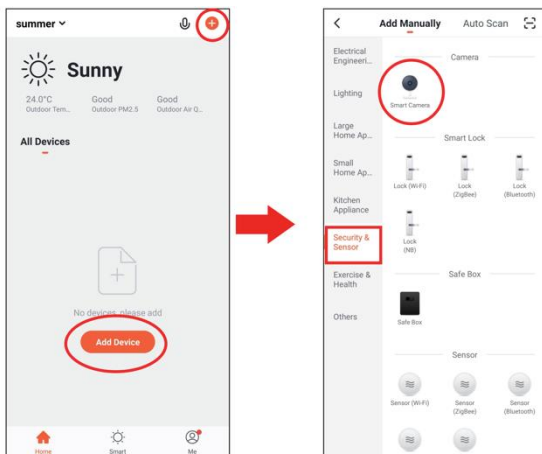 summer
Sunny
24.0°C Good Good
Outdoor Tem... Outdoor PM2.5 Outdoor Air Q...
All Devices
No devices, please add
Add Device
Home Smart Me
Add Manually Auto Scan
Electrical
Engineeri...
Lighting
Large
Home Ap...
Small
Home Ap...
Kitchen
Appliance
Security &
Sensor
Exercise &
Health
Others
Camera
Smart Camera
Smart Lock
Lock (Wi-Fi) Lock
(ZigBee) Lock
(Bluetooth)
Lock
(NB)
Safe Box
Safe Box
Sensor
Sensor (Wi-Fi) Sensor
(ZigBee) Sensor
(Bluetooth)